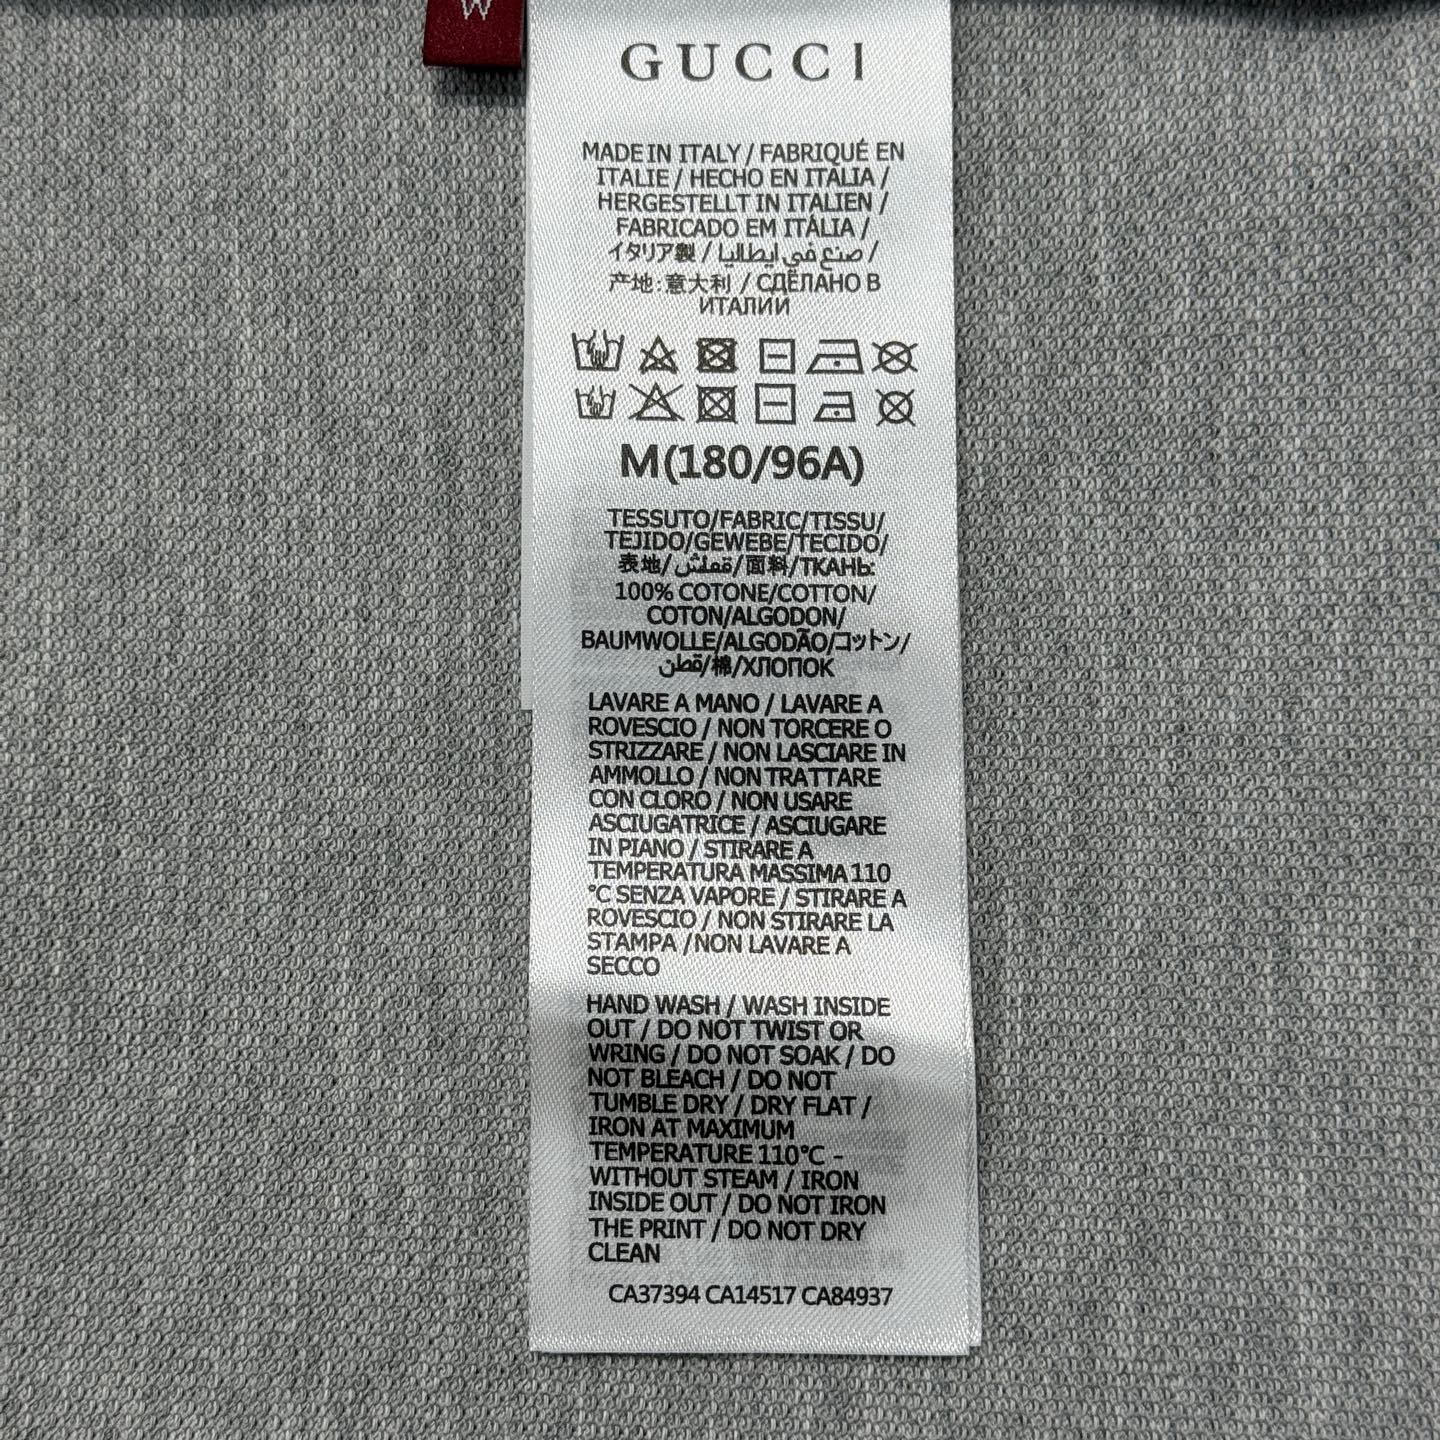 W
GUCCI
MADE IN ITALY / FABRIQUÉ EN
ITALIE / HECHO EN ITALIA /
HERGESTELLT IN ITALIEN /
FABRICADO EM ITÁLIA /
イタリア製 / صنع في ايطاليا /
产地: 意大利 / СДЕЛАНО В
ИТАЛИИ
M(180/96A)
TESSUTO/FABRIC/TISSU/
TEJIDO/GEWEBE/TECIDO/
表地/قماش/面料/ТКАНЬ:
100% COTONE/COTTON/
COTON/ALGODON/
BAUMWOLLE/ALGODÃO/コットン/
قطن/棉/ХЛОПОК
LAVARE A MANO / LAVARE A
ROVESCIO / NON TORCERE O
STRIZZARE / NON LASCIARE IN
AMMOLLO / NON TRATTARE
CON CLORO / NON USARE
ASCIUGATRICE / ASCIUGARE
IN PIANO / STIRARE A
TEMPERATURA MASSIMA 110
°C SENZA VAPORE / STIRARE A
ROVESCIO / NON STIRARE LA
STAMPA /NON LAVARE A
SECCO
HAND WASH / WASH INSIDE
OUT / DO NOT TWIST OR
WRING / DO NOT SOAK / DO
NOT BLEACH / DO NOT
TUMBLE DRY / DRY FLAT /
IRON AT MAXIMUM
TEMPERATURE 110°C -
WITHOUT STEAM / IRON
INSIDE OUT / DO NOT IRON
THE PRINT / DO NOT DRY
CLEAN
CA37394 CA14517 CA84937